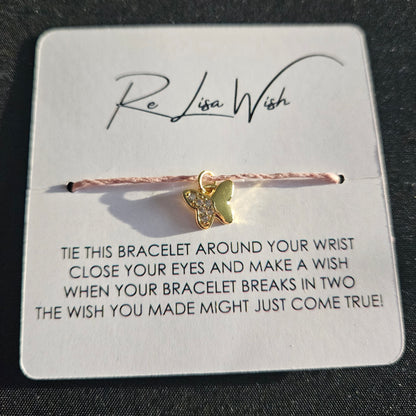 Re Lisa Wish
TIE THIS BRACELET AROUND YOUR WRIST
CLOSE YOUR EYES AND MAKE A WISH
WHEN YOUR BRACELET BREAKS IN TWO
THE WISH YOU MADE MIGHT JUST COME TRUE!